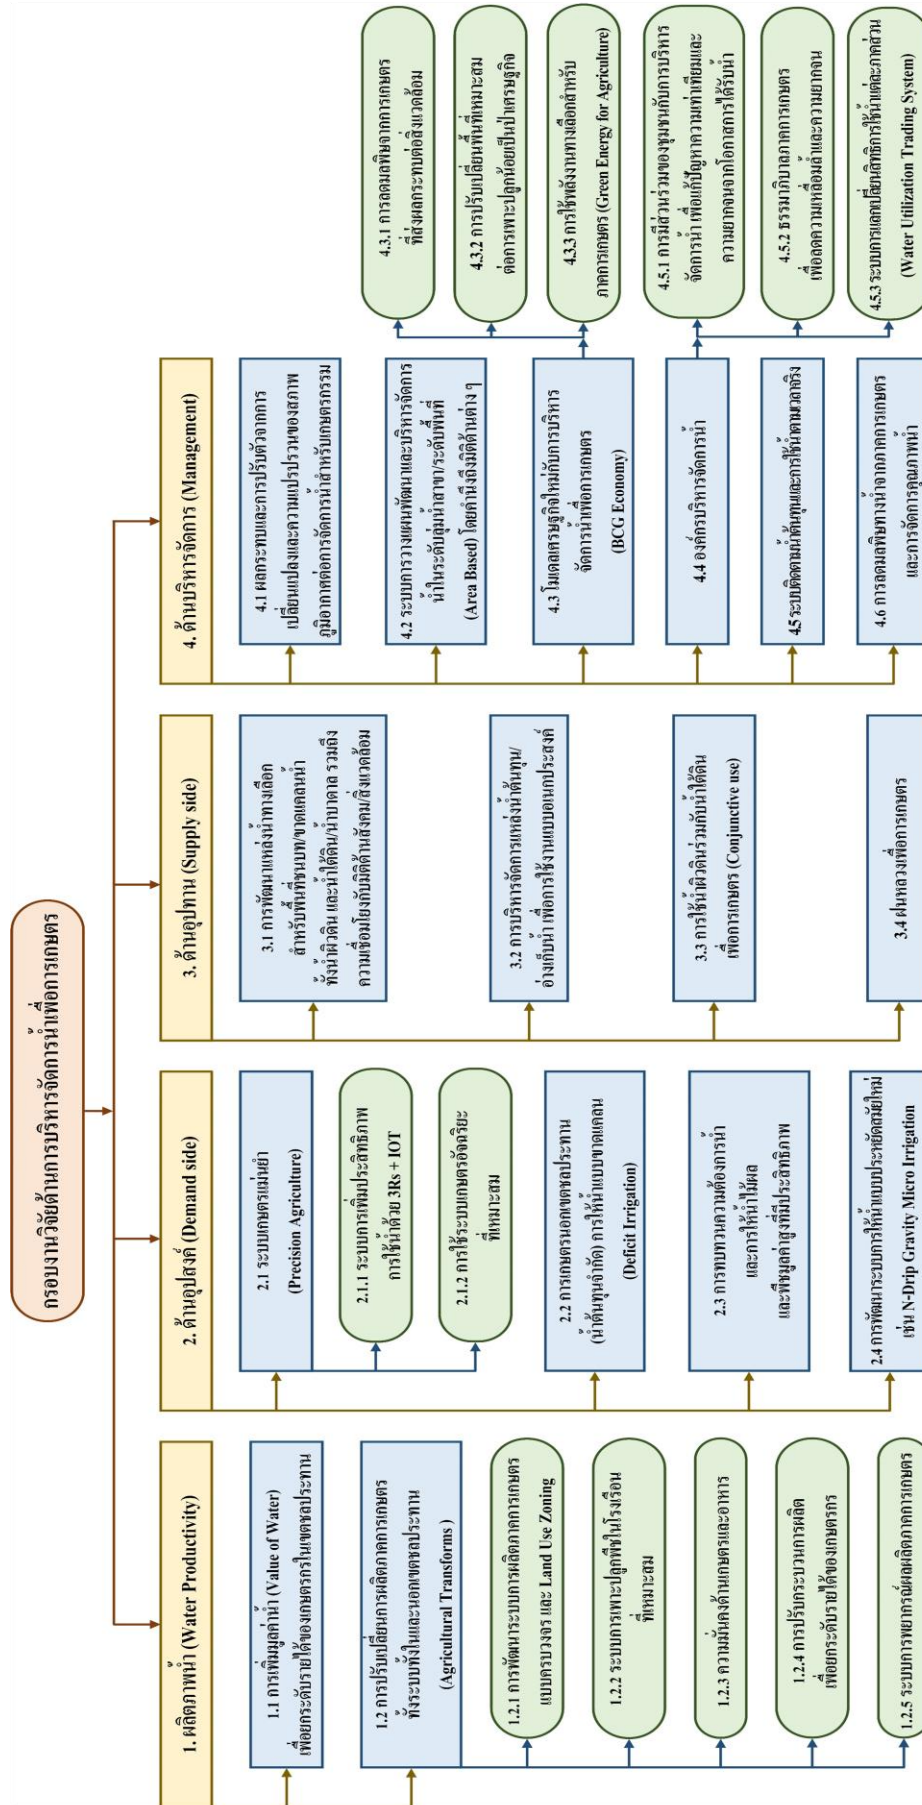 กรอบงานวิจัยด้านการบริหารจัดการน้ำเพื่อการเกษตร
1. ผลิตภาพน้ำ (Water Productivity)
1.1 การเพิ่มมูลค่าน้ำ (Value of Water)
เพื่อยกระดับรายได้ของเกษตรกรในเขตชลประทาน
1.2 การปรับเปลี่ยนการผลิตภาคการเกษตร
ทั้งระบบทั้งในและนอกเขตชลประทาน
(Agricultural Transforms )
1.2.1 การพัฒนาระบบการผลิตภาคการเกษตร
แบบครบวงจร และ Land Use Zoning
1.2.2 ระบบการเพาะปลูกพืชในโรงเรือน
ที่เหมาะสม
1.2.3 ความมั่นคงด้านเกษตรและอาหาร
1.2.4 การปรับกระบวนการผลิต
เพื่อยกระดับรายได้ของเกษตรกร
1.2.5 ระบบการพยากรณ์ผลผลิตภาคการเกษตร
2. ด้านอุปสงค์ (Demand side)
2.1 ระบบเกษตรแม่นยำ
(Precision Agriculture)
2.1.1 ระบบการเพิ่มประสิทธิภาพ
การใช้น้ำด้วย 3Rs + IOT
2.1.2 การใช้ระบบเกษตรอัจฉริยะ
ที่เหมาะสม
2.2 การเกษตรนอกเขตชลประทาน
(น้ำต้นทุนจำกัด) การให้น้ำแบบขาดแคลน
(Deficit Irrigation)
2.3 การทบทวนความต้องการน้ำ
และการให้น้ำไม้ผล
และพืชมูลค่าสูงที่มีประสิทธิภาพ
2.4 การพัฒนาระบบการให้น้ำแบบประหยัดสมัยใหม่
เช่น N-Drip Gravity Micro Irrigation
3. ด้านอุปทาน (Supply side)
3.1 การพัฒนาแหล่งน้ำทางเลือก
สำหรับพื้นที่ชนบท/ขาดแคลนน้ำ
ทั้งน้ำผิวดิน และน้ำใต้ดิน/น้ำบาดาล รวมถึง
ความเชื่อมโยงกับมิติด้านสังคม/สิ่งแวดล้อม
3.2 การบริหารจัดการแหล่งน้ำต้นทุน/
อ่างเก็บน้ำ เพื่อการใช้งานแบบอเนกประสงค์
3.3 การใช้น้ำผิวดินร่วมกับน้ำใต้ดิน
เพื่อการเกษตร (Conjunctive use)
3.4 ฝนหลวงเพื่อการเกษตร
4. ด้านบริหารจัดการ (Management)
4.1 ผลกระทบและการปรับตัวจากการ
เปลี่ยนแปลงและความแปรปรวนของสภาพ
ภูมิอากาศต่อการจัดการน้ำสำหรับเกษตรกรรม
4.2 ระบบการวางแผนพัฒนาและบริหารจัดการ
น้ำในระดับลุ่มน้ำสาขา/ระดับพื้นที่
(Area Based) โดยคำนึงถึงมิติด้านต่าง ๆ
4.3 โมเดลเศรษฐกิจใหม่กับการบริหาร
จัดการน้ำเพื่อการเกษตร
(BCG Economy)
4.4 องค์กรบริหารจัดการน้ำ
4.5 ระบบติดตามน้ำต้นทุนและการใช้น้ำตามเวลาจริง
4.6 การลดมลพิษทางน้ำจากภาคการเกษตร
และการจัดการคุณภาพน้ำ
4.3.1 การลดมลพิษจากการเกษตร
ที่ส่งผลกระทบต่อสิ่งแวดล้อม
4.3.2 การปรับเปลี่ยนพื้นที่เหมาะสม
ต่อการเพาะปลูกน้อยเป็นป่าเศรษฐกิจ
4.3.3 การใช้พลังงานทางเลือกสำหรับ
ภาคการเกษตร (Green Energy for Agriculture)
4.5.1 การมีส่วนร่วมของชุมชนกับการบริหาร
จัดการน้ำ เพื่อแก้ปัญหาความเท่าเทียมและ
ความยากจนจากโอกาสการได้รับน้ำ
4.5.2 ธรรมาภิบาลภาคการเกษตร
เพื่อลดความเหลื่อมล้ำและความยากจน
4.5.3 ระบบการแลกเปลี่ยนสิทธิการใช้น้ำแต่ละภาคส่วน
(Water Utilization Trading System)